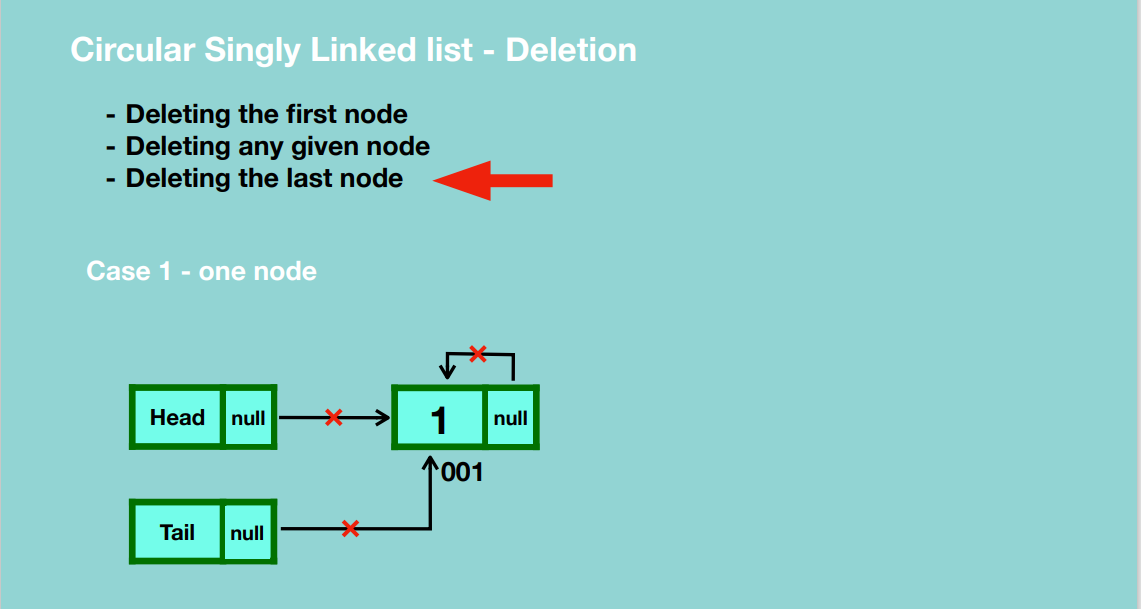 Circular Singly Linked list - Deletion
- Deleting the first node
- Deleting any given node
- Deleting the last node
Case 1 - one node
Head null
1 null
001
Tail null